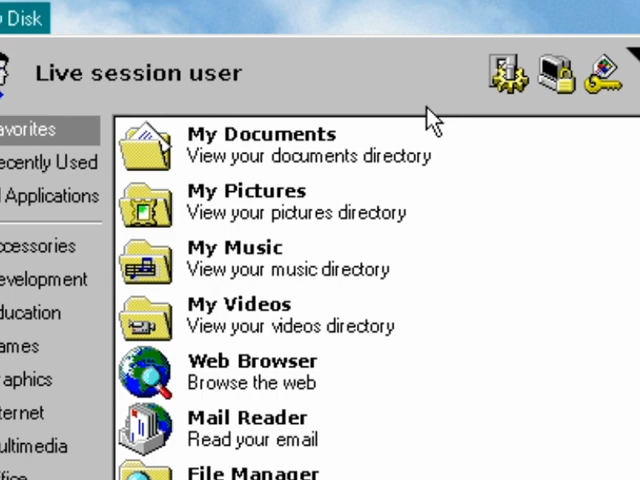 Disk
Live session user
avorites
ecently Used
Applications
ccessories
evelopment
ducation
ames
raphics
ternet
ultimedia
ffice
My Documents
View your documents directory
My Pictures
View your pictures directory
My Music
View your music directory
My Videos
View your videos directory
Web Browser
Browse the web
Mail Reader
Read your email
File Manager